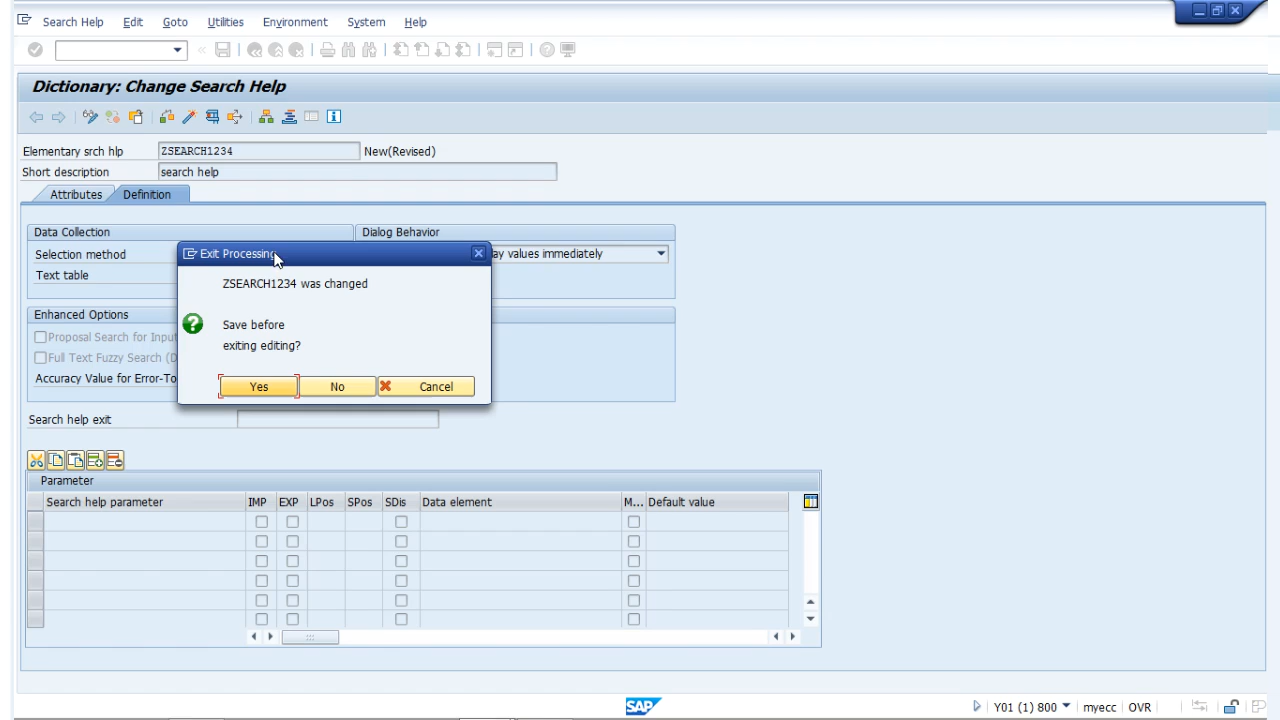 Search Help Edit Goto Utilities Environment System Help
Dictionary: Change Search Help
Elementary srch hlp ZSEARCH1234 New(Revised)
Short description search help
Attributes Definition
Data Collection Dialog Behavior
Selection method ay values immediately
Text table
Exit Processing
ZSEARCH1234 was changed
Save before
exiting editing?
Yes No Cancel
Enhanced Options
Proposal Search for Input
Full Text Fuzzy Search (D
Accuracy Value for Error-To
Search help exit
Parameter
Search help parameter IMP EXP LPos SPos SDis Data element M... Default value
SAP Y01 (1) 800 myecc OVR